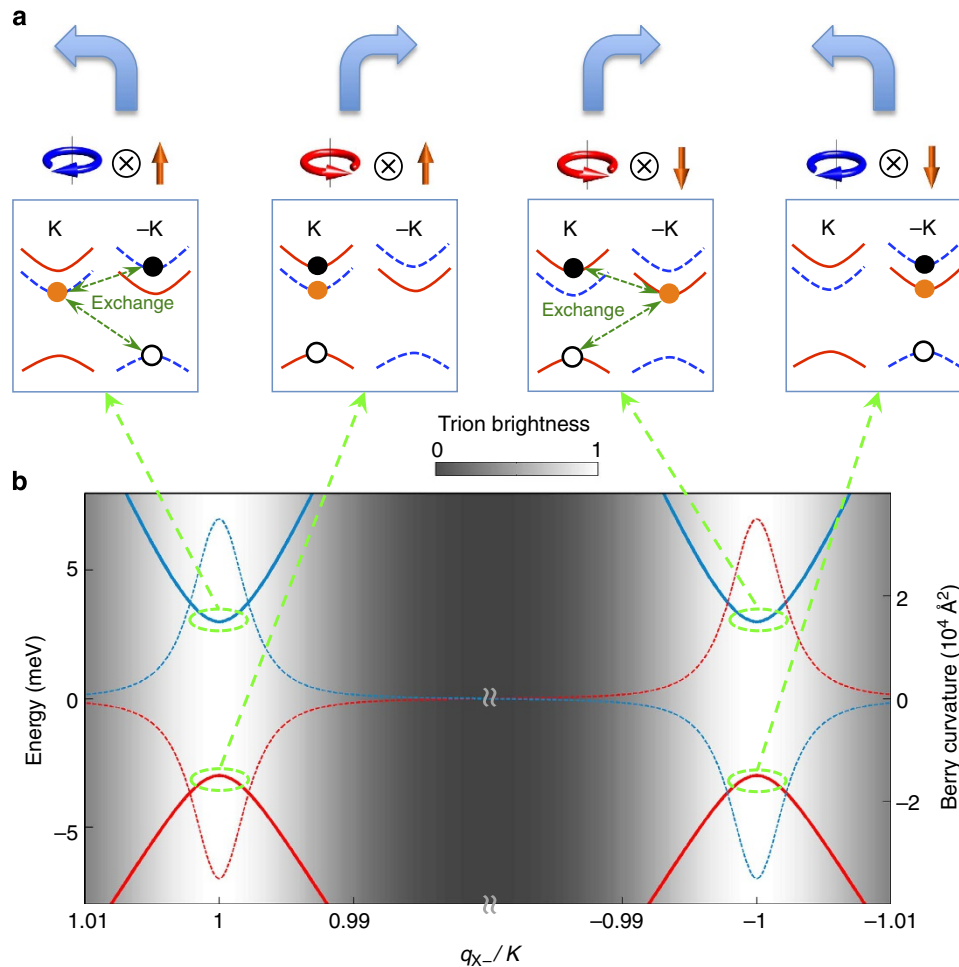 a
K –K K –K K –K K –K
Exchange Exchange
Trion brightness
0 1
b
5
0
–5
Energy (meV)
2
0
–2
Berry curvature (10⁴ Å²)
1.01 1 0.99 –0.99 –1 –1.01
qX–/K